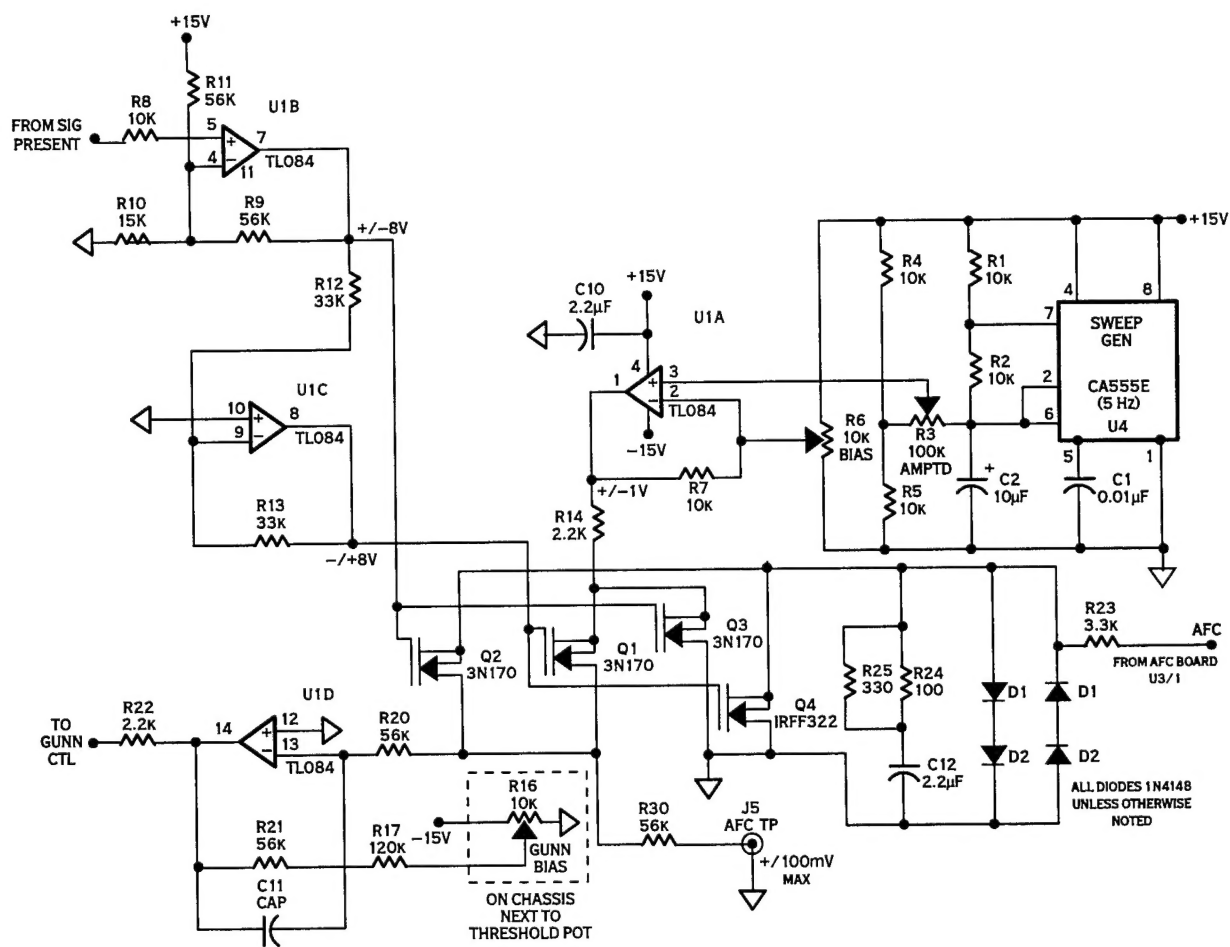 +15V
R11
56K
U1B
R8
10K
FROM SIG
PRESENT
5
+
7
4
−
11
TL084
R10
15K
R9
56K
+/−8V
R12
33K
U1C
10
+
8
9
−
TL084
R13
33K
−/+8V
+15V
C10
2.2µF
U1A
4
1
+
3
−
2
TL084
−15V
+/−1V
R7
10K
R14
2.2K
R6
10K
BIAS
R4
10K
R1
10K
R2
10K
R3
100K
AMPTD
R5
10K
+
C2
10µF
C1
0.01µF
+15V
4
8
7
SWEEP
GEN
2
CA555E
(5 Hz)
6
U4
5
1
Q2
3N170
Q1
3N170
Q3
3N170
Q4
IRFF322
R25
330
R24
100
C12
2.2µF
D1
D2
D1
D2
R23
3.3K
AFC
FROM AFC BOARD
U3/1
ALL DIODES 1N4148
UNLESS OTHERWISE
NOTED
TO
GUNN
CTL
R22
2.2K
U1D
14
+
12
−
13
TL084
R20
56K
R16
10K
−15V
GUNN
BIAS
R21
56K
R17
120K
C11
CAP
ON CHASSIS
NEXT TO
THRESHOLD POT
R30
56K
J5
AFC TP
+/100mV
MAX